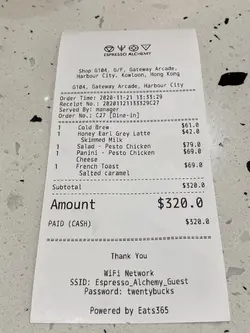 ESPRESSO ALCHEMY
Shop G104, G/F, Gateway Arcade,
Harbour City, Kowloon, Hong Kong
G104, Gateway Arcade, Harbour City
Order Time: 2020-11-21 13:33:29
Receipt No.: 20201121133329C27
Served By: manager
Order No.: C27 [Dine-in]
1 Cold Brew $61.0
1 Honey Earl Grey Latte $42.0
Skimmed Milk
1 Salad - Pesto Chicken $79.0
1 Panini - Pesto Chicken $69.0
Cheese
1 French Toast $69.0
Salted caramel
Subtotal $320.0
Amount $320.0
PAID (CASH) $320.0
Thank You
WiFi Network
SSID: Espresso_Alchemy_Guest
Password: twentybucks
Powered by Eats365